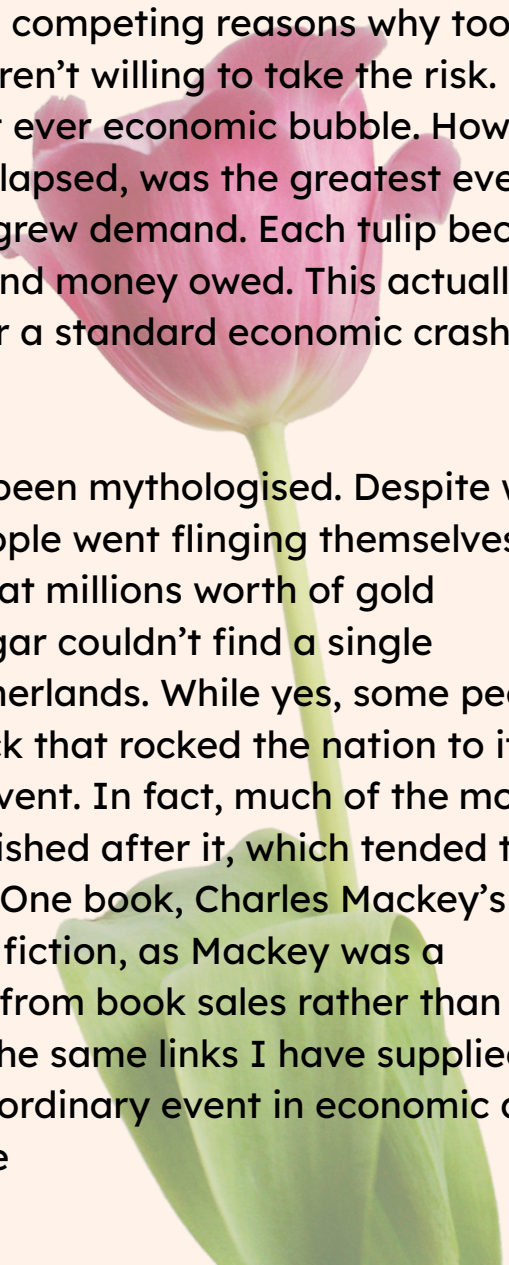 competing reasons why too
ren't willing to take the risk.
ever economic bubble. How
lapsed, was the greatest eve
grew demand. Each tulip bec
nd money owed. This actuall
r a standard economic crash
been mythologised. Despite
ople went flinging themselves
at millions worth of gold
gar couldn't find a single
herlands. While yes, some pe
ck that rocked the nation to i
vent. In fact, much of the mo
ished after it, which tended t
One book, Charles Mackey's
fiction, as Mackey was a
from book sales rather than
he same links I have supplie
ordinary event in economic
e